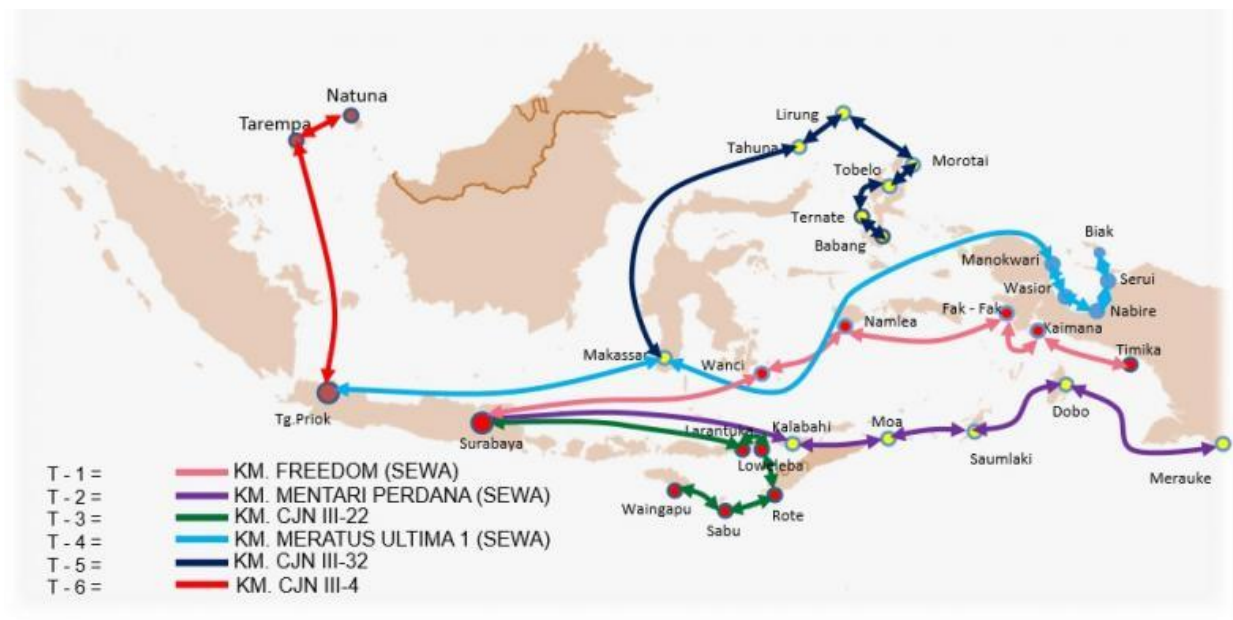 Natuna
Tarempa
Lirung
Tahuna
Morotai
Tobelo
Ternate
Babang
Biak
Manokwari
Serui
Wasior
Nabire
Fak - Fak
Namlea
Kaimana
Makassar
Wanci
Timika
Tg.Priok
Surabaya
Larantuka
Kalabahi
Moa
Dobo
Loweleba
Saumlaki
Merauke
Waingapu
Sabu
Rote
T - 1 = KM. FREEDOM (SEWA)
T - 2 = KM. MENTARI PERDANA (SEWA)
T - 3 = KM. CJN III-22
T - 4 = KM. MERATUS ULTIMA 1 (SEWA)
T - 5 = KM. CJN III-32
T - 6 = KM. CJN III-4